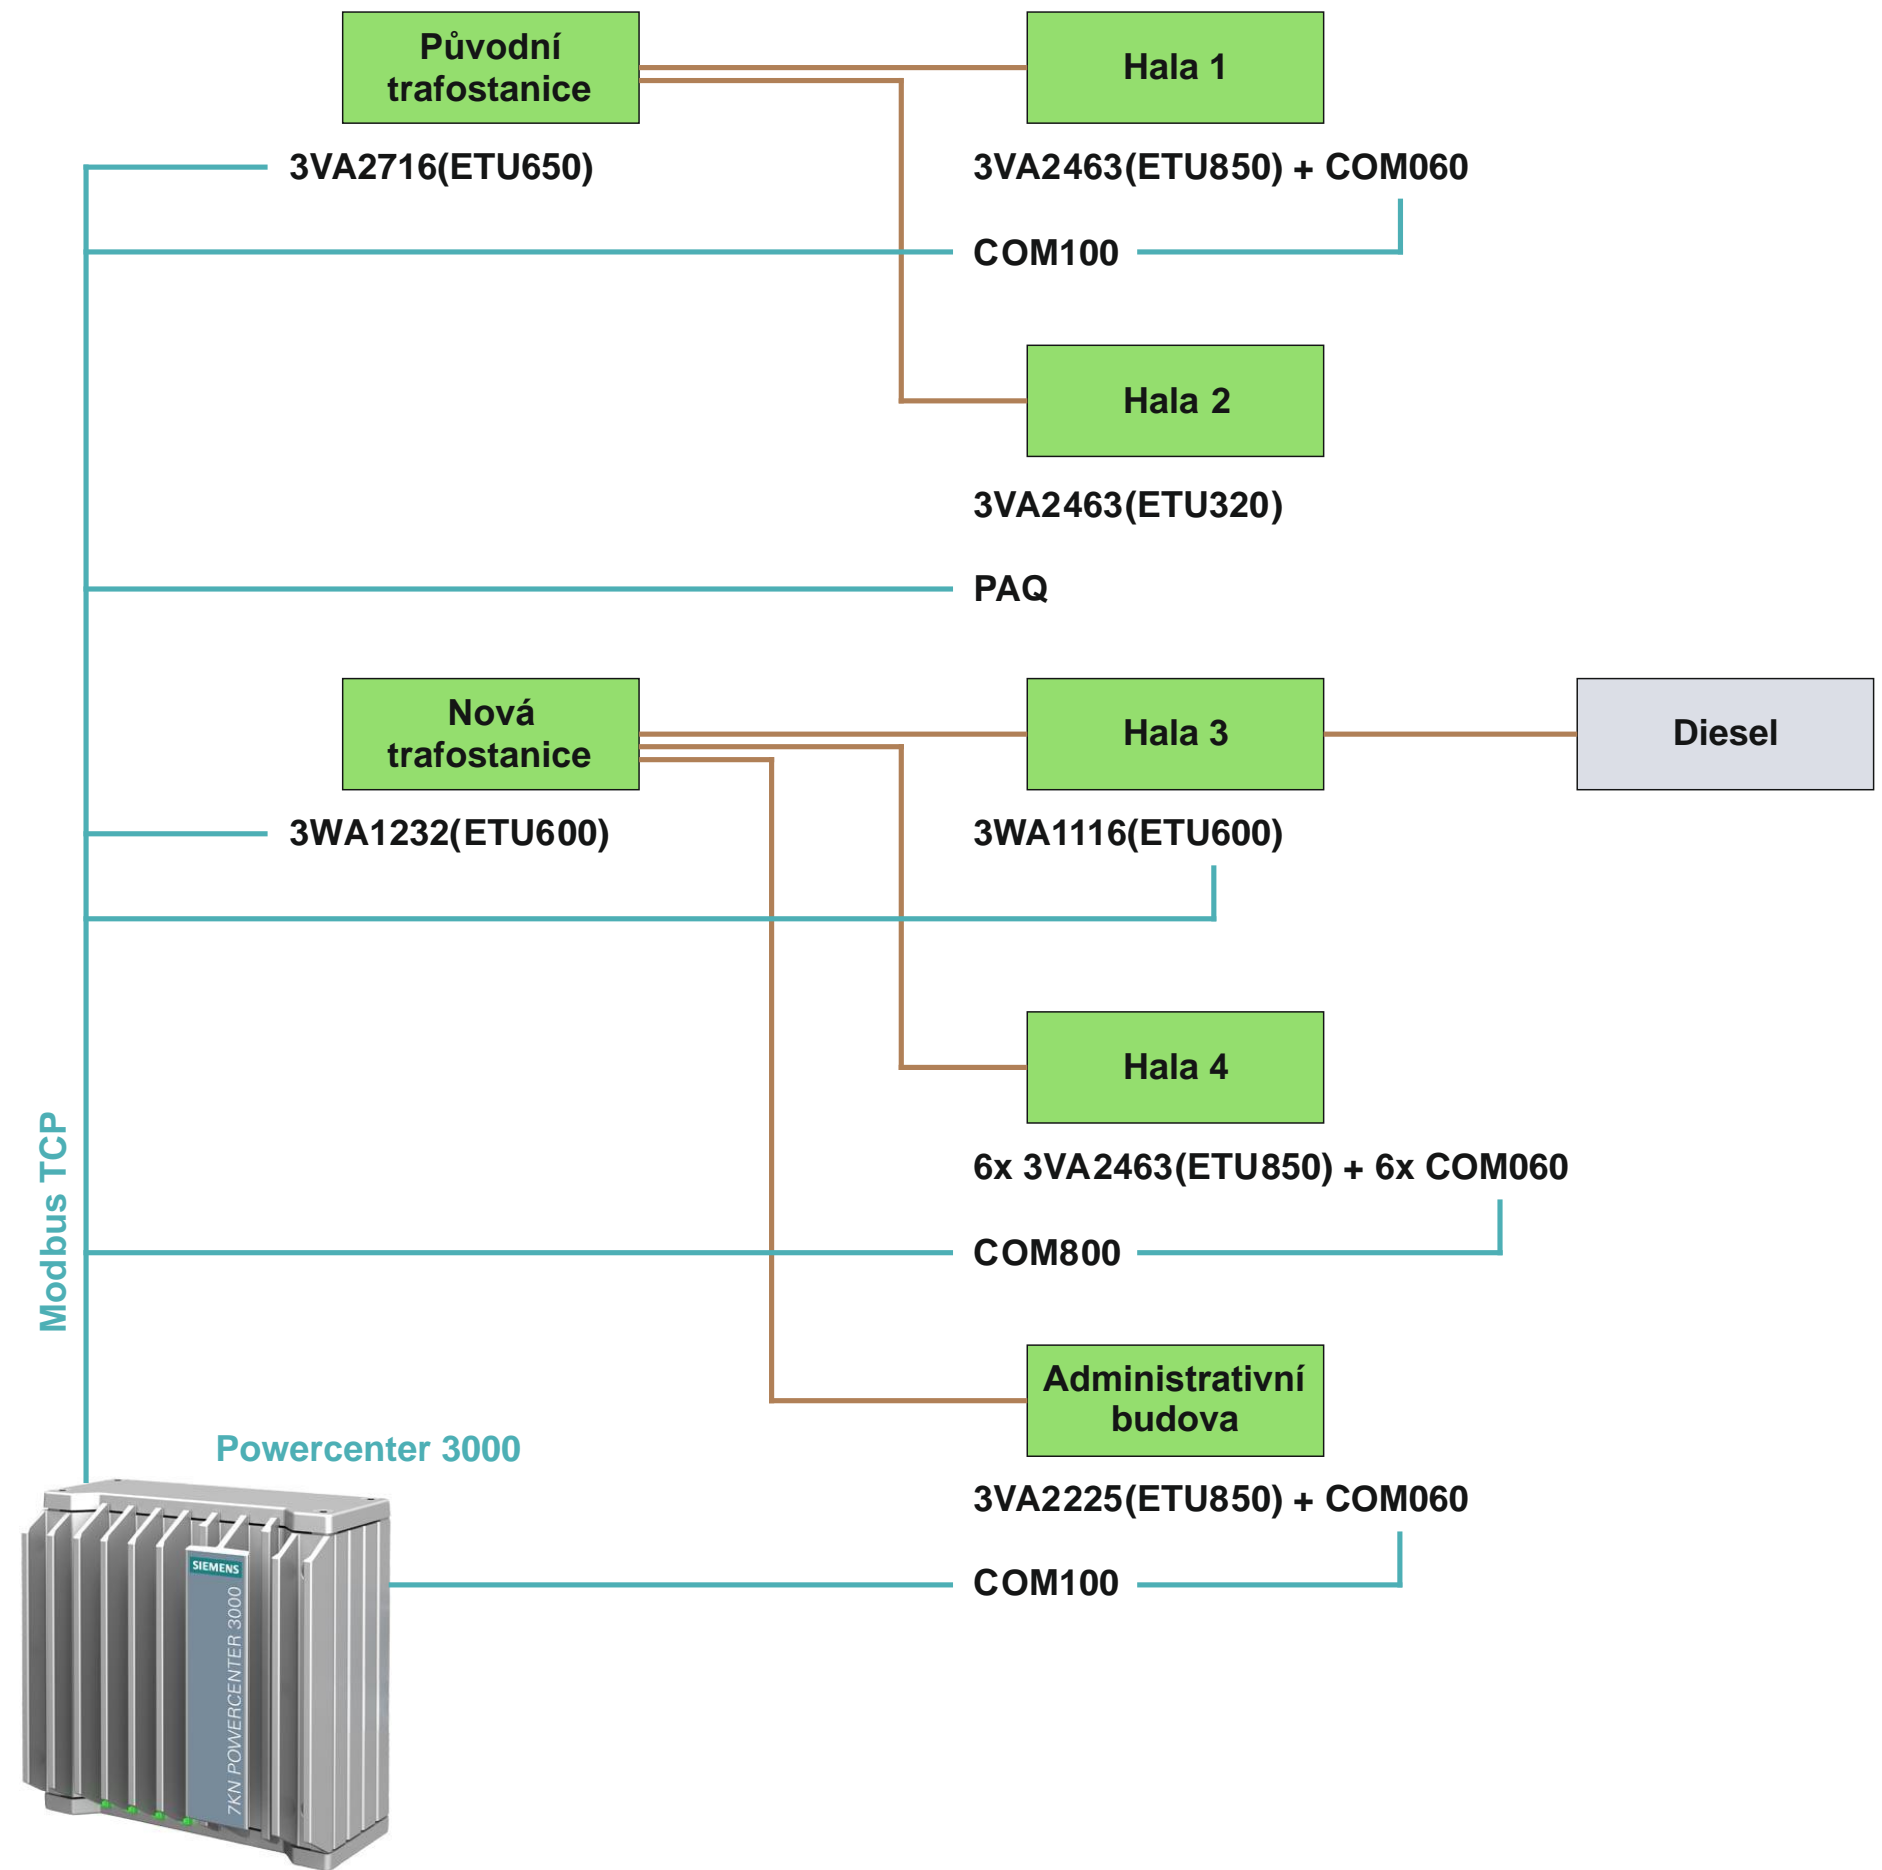 Původní
trafostanice
Hala 1
3VA2716(ETU650)
3VA2463(ETU850) + COM060
COM100
Hala 2
3VA2463(ETU320)
PAQ
Nová
trafostanice
Hala 3
Diesel
3WA1232(ETU600)
3WA1116(ETU600)
Hala 4
6x 3VA2463(ETU850) + 6x COM060
Modbus TCP
COM800
Administrativní
budova
Powercenter 3000
3VA2225(ETU850) + COM060
COM100
SIEMENS
7KN POWERCENTER 3000